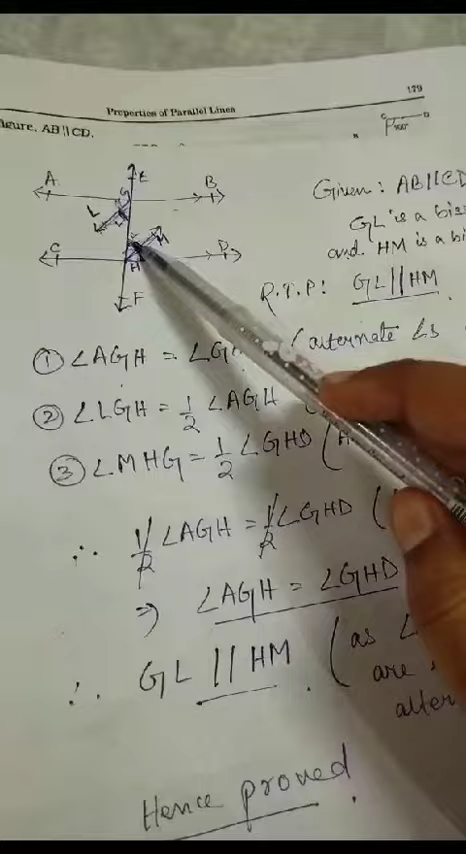 179
Properties of Parallel Lines
figure. AB || CD.
A E B
G
L
M
C D
H
F
Given: AB||CD
GL is a bis
and HM is a bi
R.T.P: GL||HM
① ∠AGH = (alternate ∠s
② ∠LGH = 1/2 ∠AGH
③ ∠MHG = 1/2 ∠GHD (
∴ 1/2 ∠AGH = 1/2 ∠GHD (
⇒ ∠AGH = ∠GHD
∴ GL || HM. (as ∠
are
alter
Hence proved.